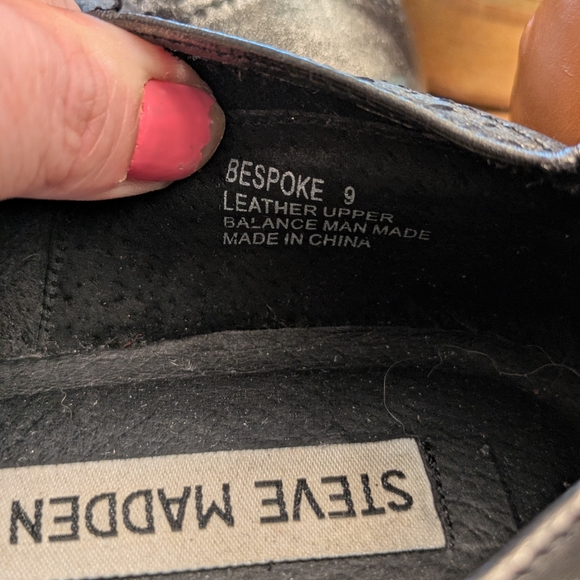 BESPOKE 9
LEATHER UPPER
BALANCE MAN MADE
MADE IN CHINA
STEVE MADDEN